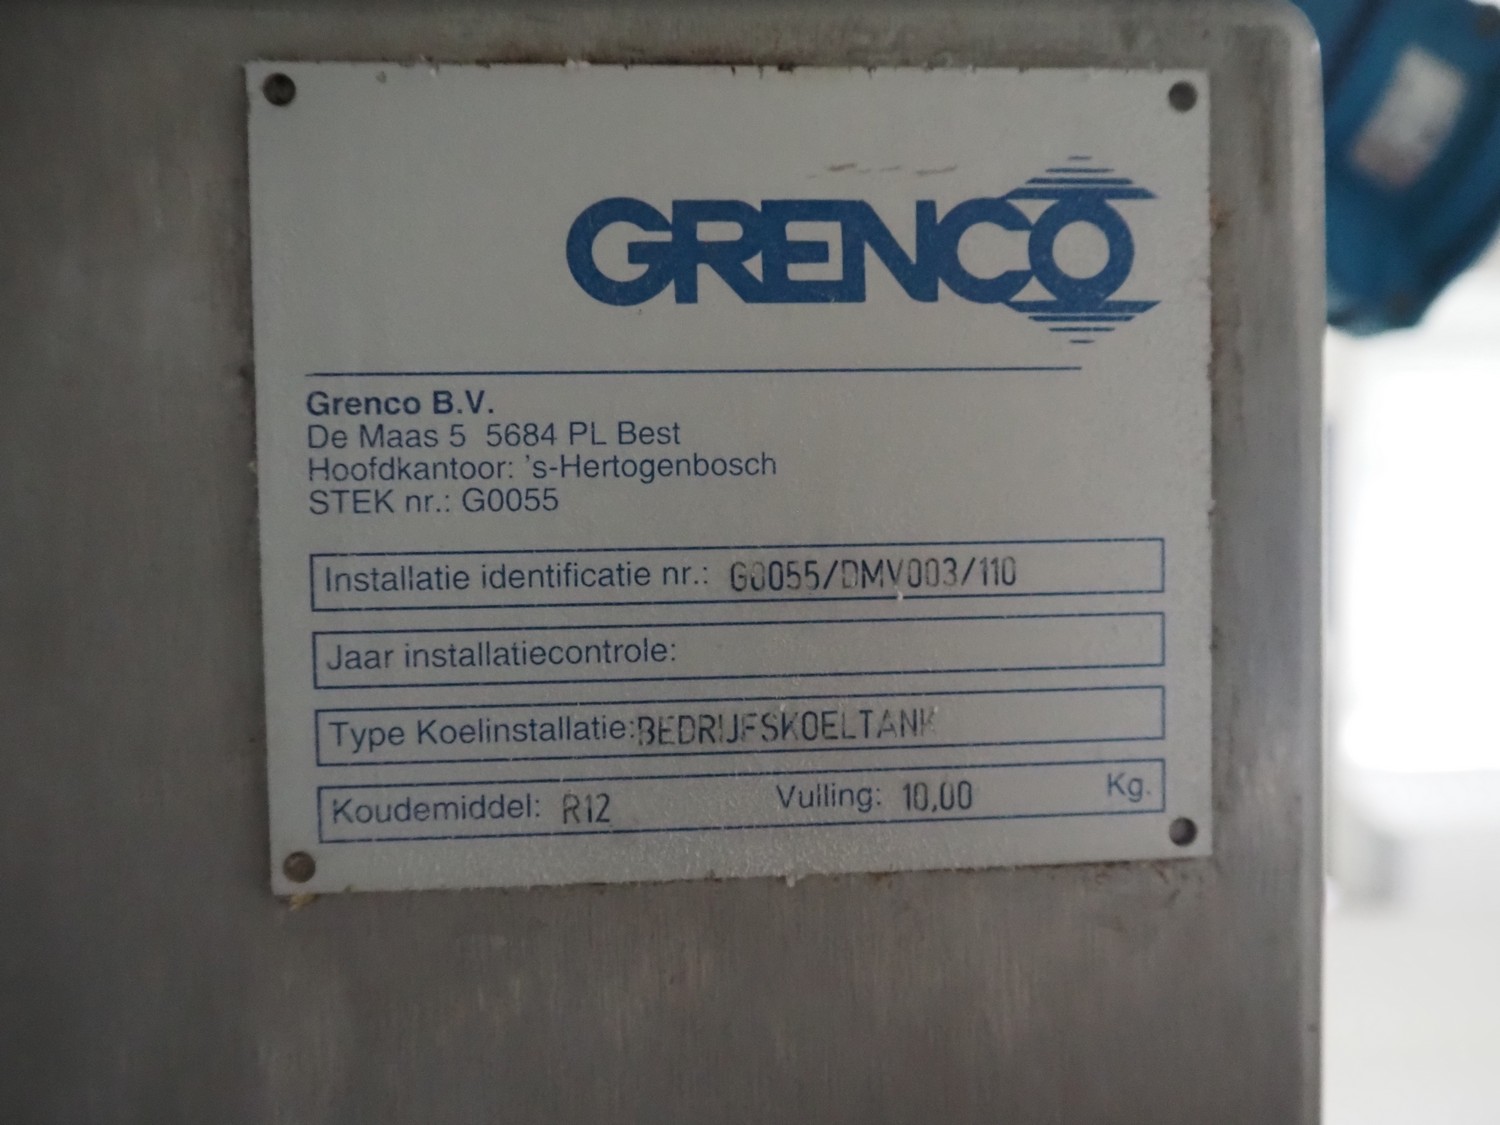 GRENCO
Grenco B.V.
De Maas 5 5684 PL Best
Hoofdkantoor: 's-Hertogenbosch
STEK nr.: G0055
Installatie identificatie nr.: G0055/DMV003/110
Jaar installatiecontrole:
Type Koelinstallatie: BEDRIJFSKOELTANK
Koudemiddel: R12 Vulling: 10,00 Kg.